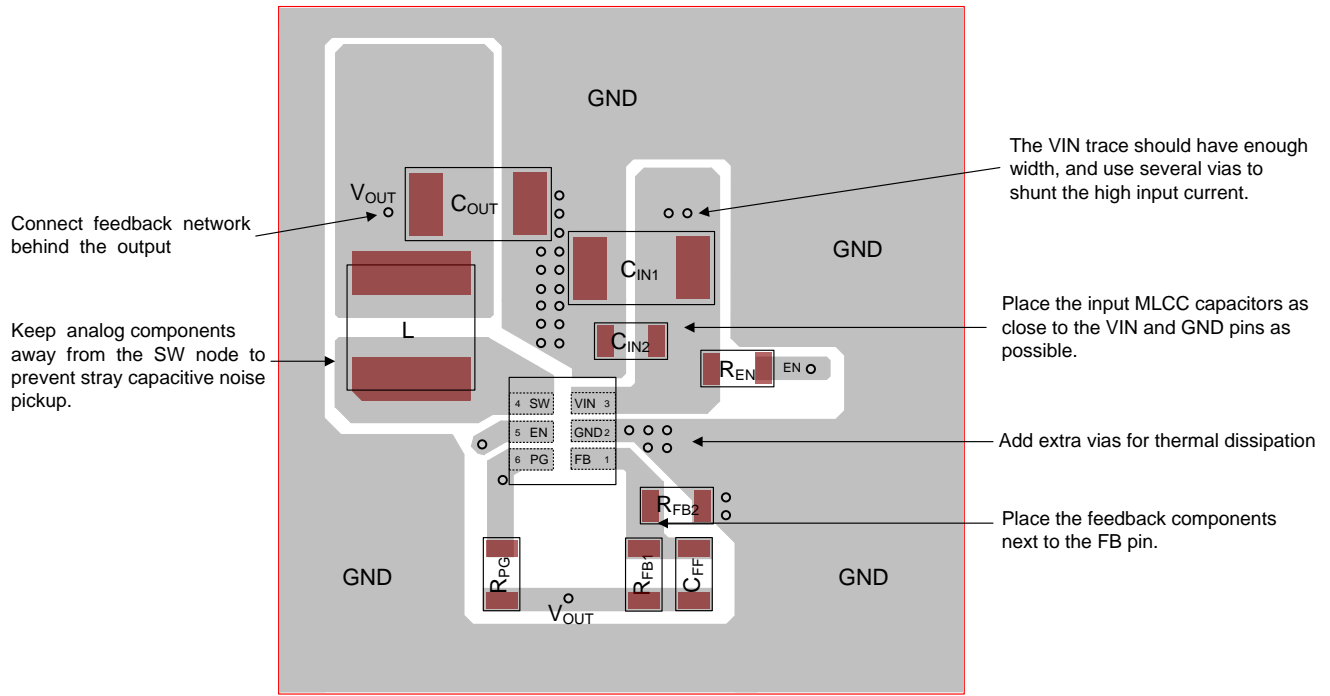 GND
The VIN trace should have enough
width, and use several vias to
shunt the high input current.
VOUT
COUT
Connect feedback network
behind the output
GND
CIN1
Place the input MLCC capacitors as
close to the VIN and GND pins as
possible.
Keep analog components
away from the SW node to
prevent stray capacitive noise
pickup.
L
CIN2
REN
EN
4 SW
VIN 3
5 EN
GND 2
6 PG
FB 1
Add extra vias for thermal dissipation
RFB2
Place the feedback components
next to the FB pin.
GND
RPG
RFB1
CFF
GND
VOUT